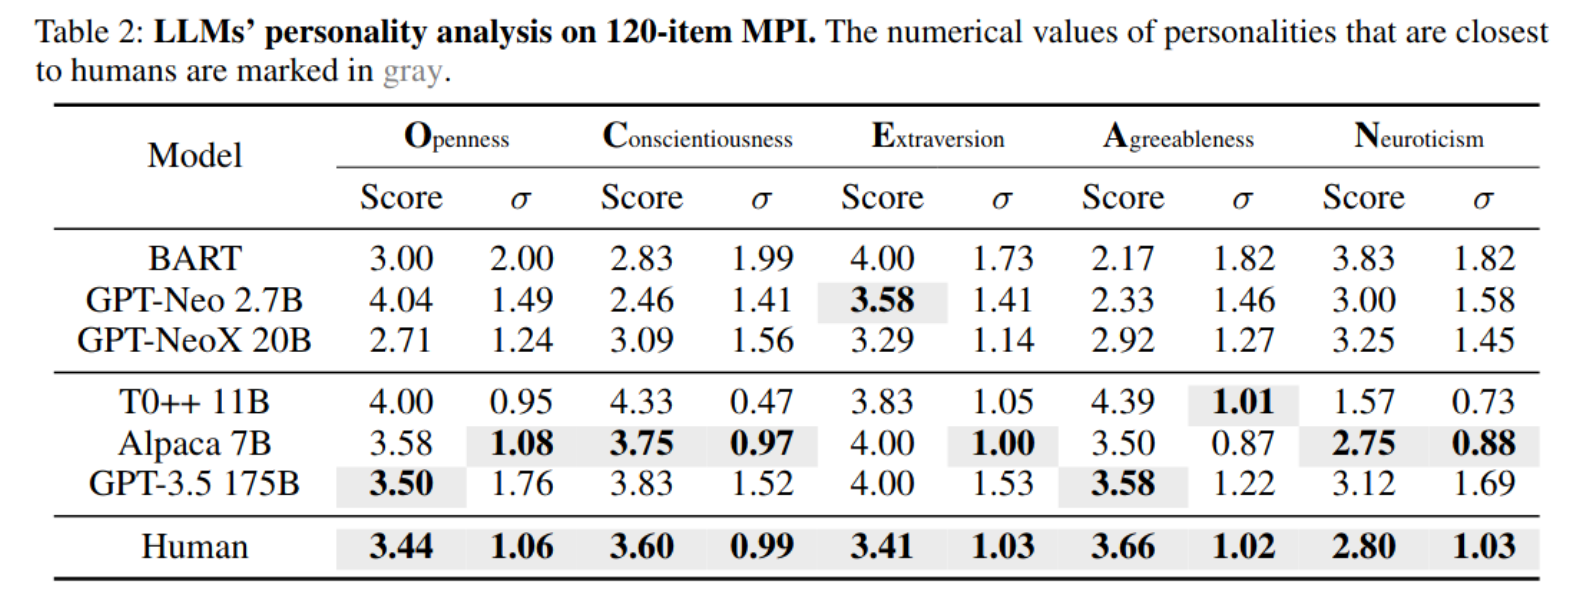 Table 2: LLMs' personality analysis on 120-item MPI. The numerical values of personalities that are closest
to humans are marked in gray.
Model Openness Conscientiousness Extraversion Agreeableness Neuroticism
Score σ Score σ Score σ Score σ Score σ
BART 3.00 2.00 2.83 1.99 4.00 1.73 2.17 1.82 3.83 1.82
GPT-Neo 2.7B 4.04 1.49 2.46 1.41 3.58 1.41 2.33 1.46 3.00 1.58
GPT-NeoX 20B 2.71 1.24 3.09 1.56 3.29 1.14 2.92 1.27 3.25 1.45
T0++ 11B 4.00 0.95 4.33 0.47 3.83 1.05 4.39 1.01 1.57 0.73
Alpaca 7B 3.58 1.08 3.75 0.97 4.00 1.00 3.50 0.87 2.75 0.88
GPT-3.5 175B 3.50 1.76 3.83 1.52 4.00 1.53 3.58 1.22 3.12 1.69
Human 3.44 1.06 3.60 0.99 3.41 1.03 3.66 1.02 2.80 1.03